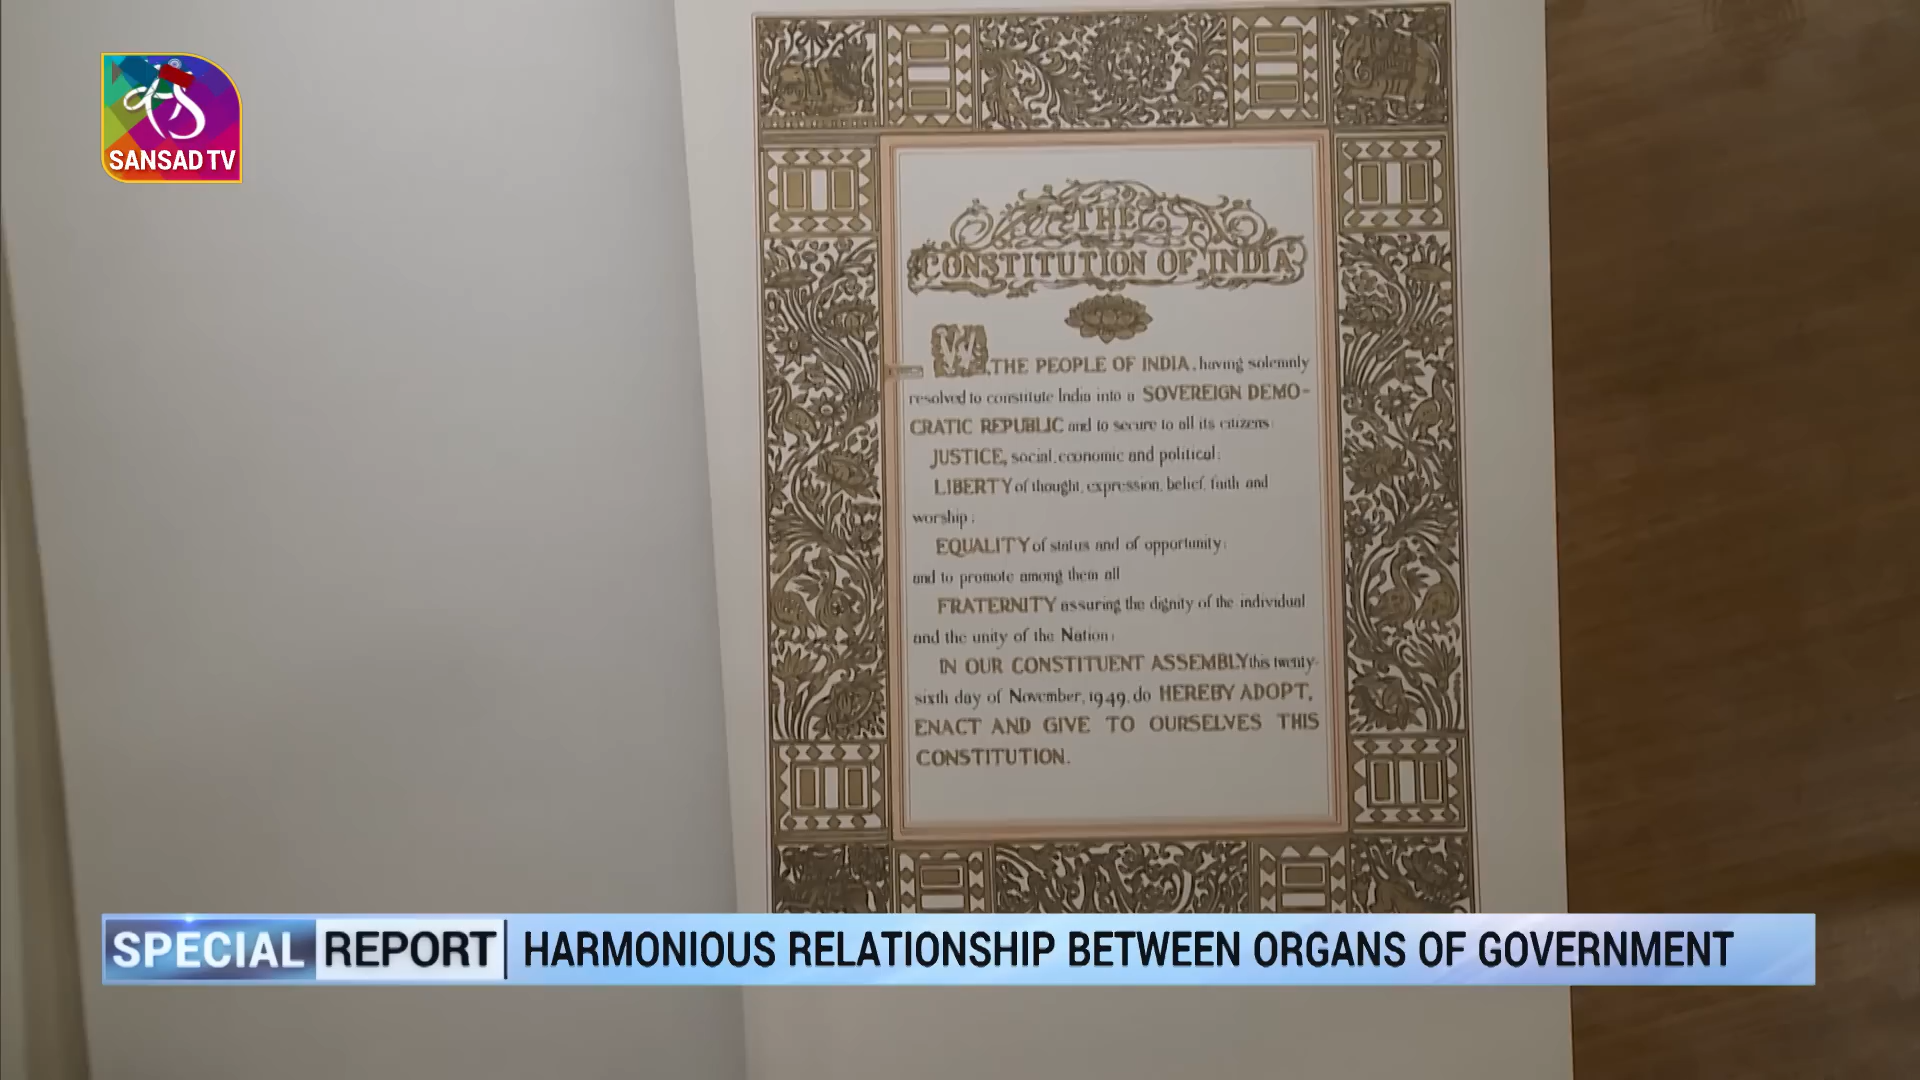 SANSAD TV
THE
CONSTITUTION OF INDIA
WE, THE PEOPLE OF INDIA, having solemnly
resolved to constitute India into a SOVEREIGN DEMO-
CRATIC REPUBLIC and to secure to all its citizens:
JUSTICE, social, economic and political;
LIBERTY of thought, expression, belief, faith and
worship;
EQUALITY of status and of opportunity;
and to promote among them all
FRATERNITY assuring the dignity of the individual
and the unity of the Nation;
IN OUR CONSTITUENT ASSEMBLY this twenty-
sixth day of November, 1949, do HEREBY ADOPT,
ENACT AND GIVE TO OURSELVES THIS
CONSTITUTION.
SPECIAL REPORT HARMONIOUS RELATIONSHIP BETWEEN ORGANS OF GOVERNMENT